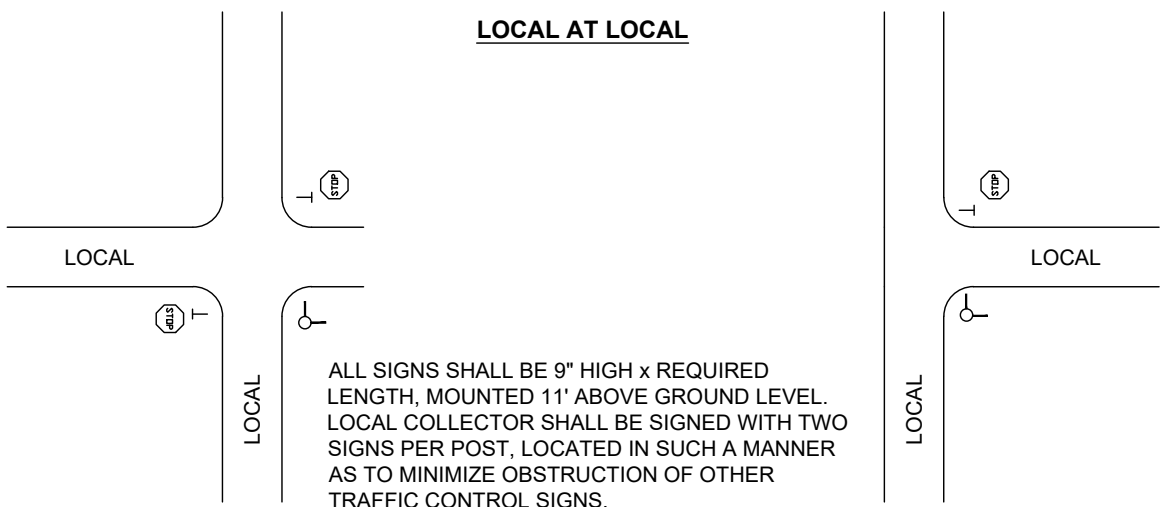 LOCAL AT LOCAL
STOP
STOP
LOCAL
LOCAL
STOP
ALL SIGNS SHALL BE 9" HIGH x REQUIRED
LENGTH, MOUNTED 11' ABOVE GROUND LEVEL.
LOCAL COLLECTOR SHALL BE SIGNED WITH TWO
SIGNS PER POST, LOCATED IN SUCH A MANNER
AS TO MINIMIZE OBSTRUCTION OF OTHER
TRAFFIC CONTROL SIGNS.
LOCAL
LOCAL